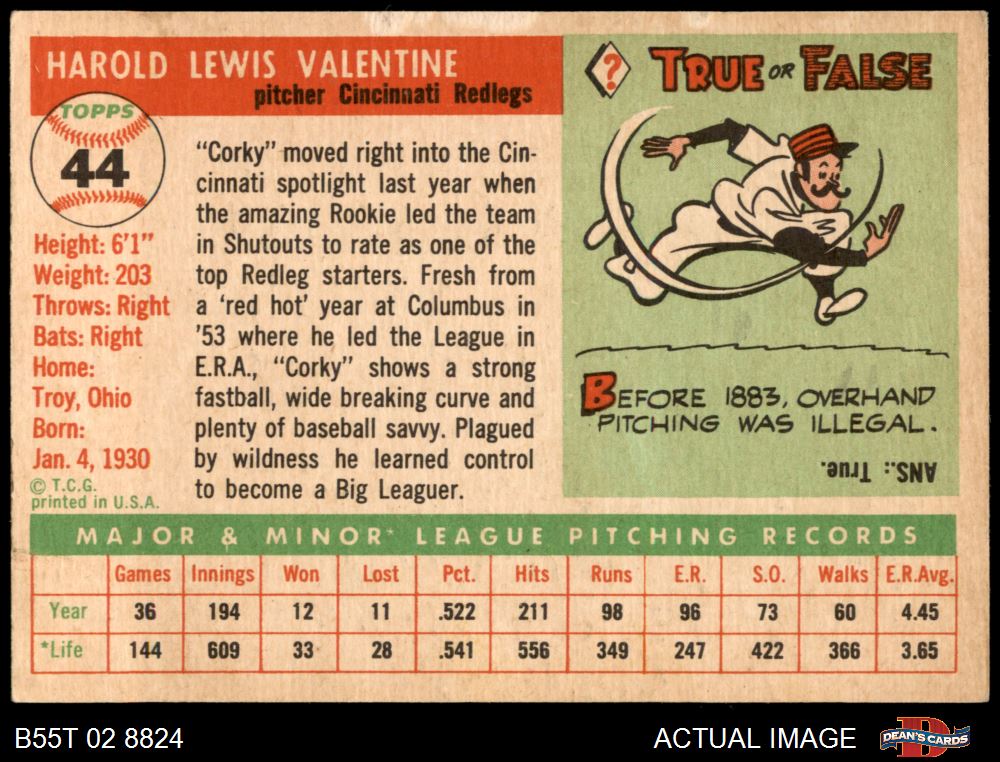 HAROLD LEWIS VALENTINE
pitcher Cincinnati Redlegs
TOPPS
44
Height: 6'1"
Weight: 203
Throws: Right
Bats: Right
Home:
Troy, Ohio
Born:
Jan. 4, 1930
© T.C.G.
printed in U.S.A.
"Corky" moved right into the Cin-
cinnati spotlight last year when
the amazing Rookie led the team
in Shutouts to rate as one of the
top Redleg starters. Fresh from
a 'red hot' year at Columbus in
'53 where he led the League in
E.R.A., "Corky" shows a strong
fastball, wide breaking curve and
plenty of baseball savvy. Plagued
by wildness he learned control
to become a Big Leaguer.
? TRUE OR FALSE
BEFORE 1883, OVERHAND
PITCHING WAS ILLEGAL.
ANS.: True.
MAJOR & MINOR* LEAGUE PITCHING RECORDS
Games Innings Won Lost Pct. Hits Runs E.R. S.O. Walks E.R.Avg.
Year 36 194 12 11 .522 211 98 96 73 60 4.45
*Life 144 609 33 28 .541 556 349 247 422 366 3.65
B55T 02 8824
ACTUAL IMAGE
D
DEAN'S CARDS